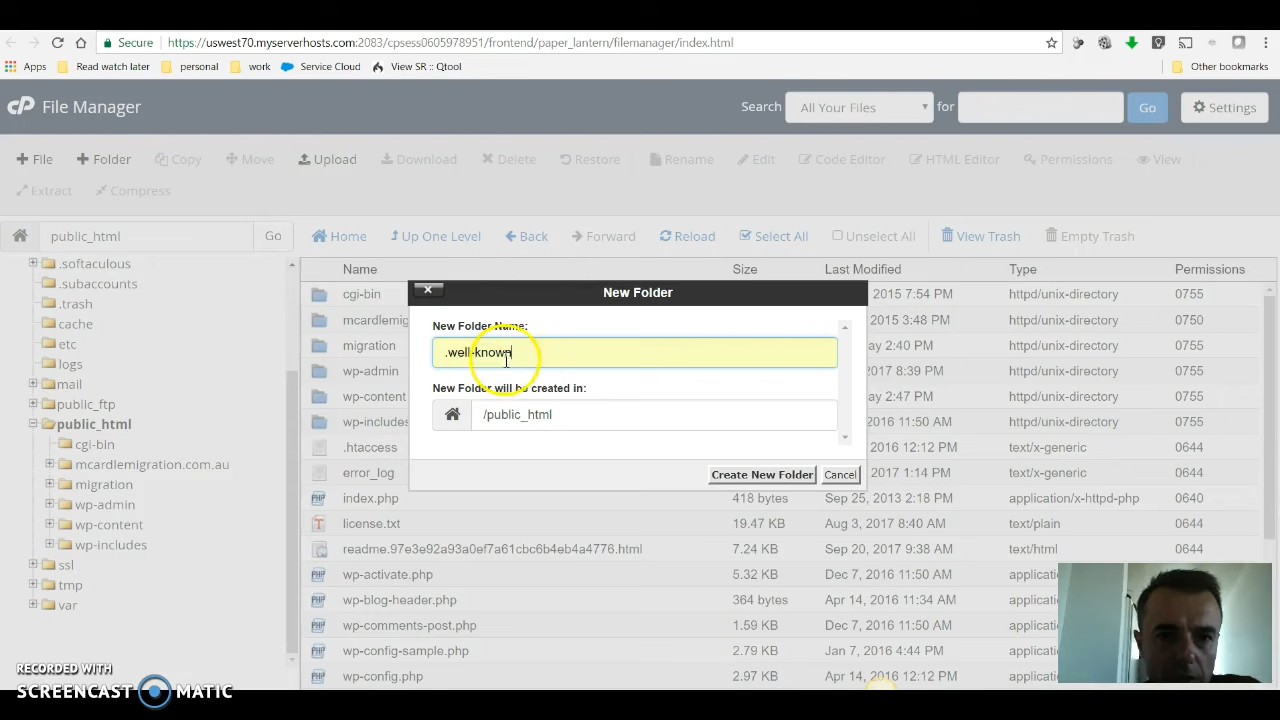 Secure https://uswest70.myserverhosts.com:2083/cpsess0605978951/frontend/paper_lantern/filemanager/index.html
Apps Read watch later personal work Service Cloud View SR :: Qtool Other bookmarks
cP File Manager Search All Your Files for Go Settings
File Folder Copy Move Upload Download Delete Restore Rename Edit Code Editor HTML Editor Permissions View
Extract Compress
public_html Go Home Up One Level Back Forward Reload Select All Unselect All View Trash Empty Trash
.softaculous
.subaccounts
.trash
cache
etc
logs
mail
public_ftp
public_html
cgi-bin
mcardlemigration.com.au
migration
wp-admin
wp-content
wp-includes
ssl
tmp
var
Name Size Last Modified Type Permissions
cgi-bin 2015 7:54 PM httpd/unix-directory 0755
mcardlemig 2015 3:48 PM httpd/unix-directory 0750
migration 2:40 PM httpd/unix-directory 0755
wp-admin 2017 8:39 PM httpd/unix-directory 0755
wp-content 2:47 PM httpd/unix-directory 0755
wp-includes httpd/unix-directory 0755
.htaccess 12:12 PM text/x-generic 0644
error_log 2017 1:14 PM text/x-generic 0644
index.php 418 bytes Sep 25, 2013 2:18 PM application/x-httpd-php 0640
license.txt 19.47 KB Aug 3, 2017 8:40 AM text/plain 0644
readme.97e3e92a93a0ef7a61cbc6b4eb4a4776.html 7.24 KB Sep 20, 2017 9:38 AM text/html 0644
wp-activate.php 5.32 KB Dec 7, 2016 11:50 AM
wp-blog-header.php 364 bytes Apr 14, 2016 11:34 AM
wp-comments-post.php 1.59 KB Dec 7, 2016 11:50 AM
wp-config-sample.php 2.79 KB Jan 7, 2016 4:44 PM
wp-config.php 2.97 KB Apr 14, 2016 12:12 PM
New Folder
New Folder Name:
.well-known
New Folder will be created in:
/public_html
Create New Folder Cancel
RECORDED WITH
SCREENCAST MATIC